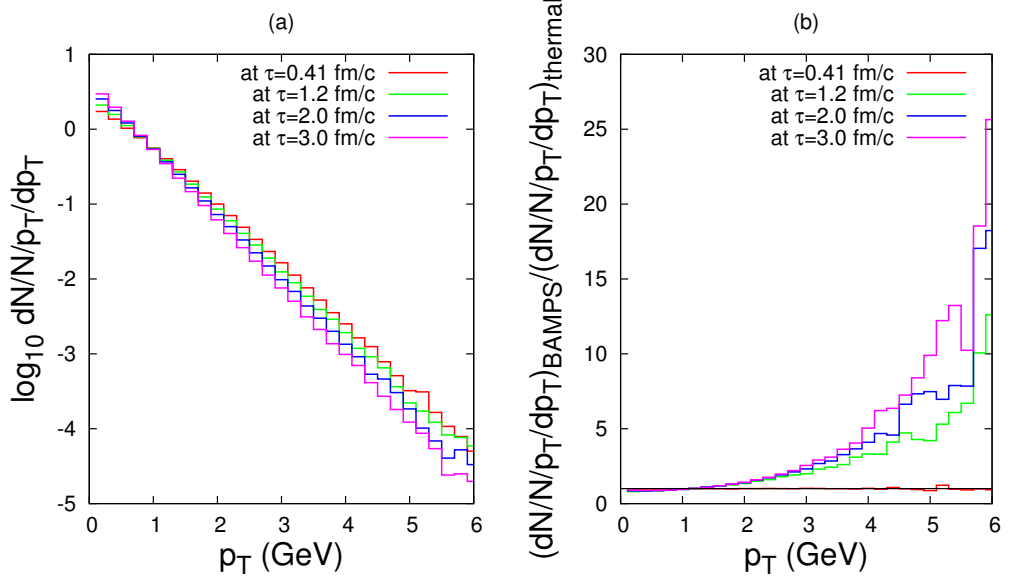 (a)
log10 dN/N/pT/dpT
1
0
-1
-2
-3
-4
-5
at τ=0.41 fm/c
at τ=1.2 fm/c
at τ=2.0 fm/c
at τ=3.0 fm/c
0 1 2 3 4 5 6
pT (GeV)
(b)
(dN/N/pT/dpT)BAMPS/(dN/N/pT/dpT)thermal
30
25
20
15
10
5
0
at τ=0.41 fm/c
at τ=1.2 fm/c
at τ=2.0 fm/c
at τ=3.0 fm/c
0 1 2 3 4 5 6
pT (GeV)